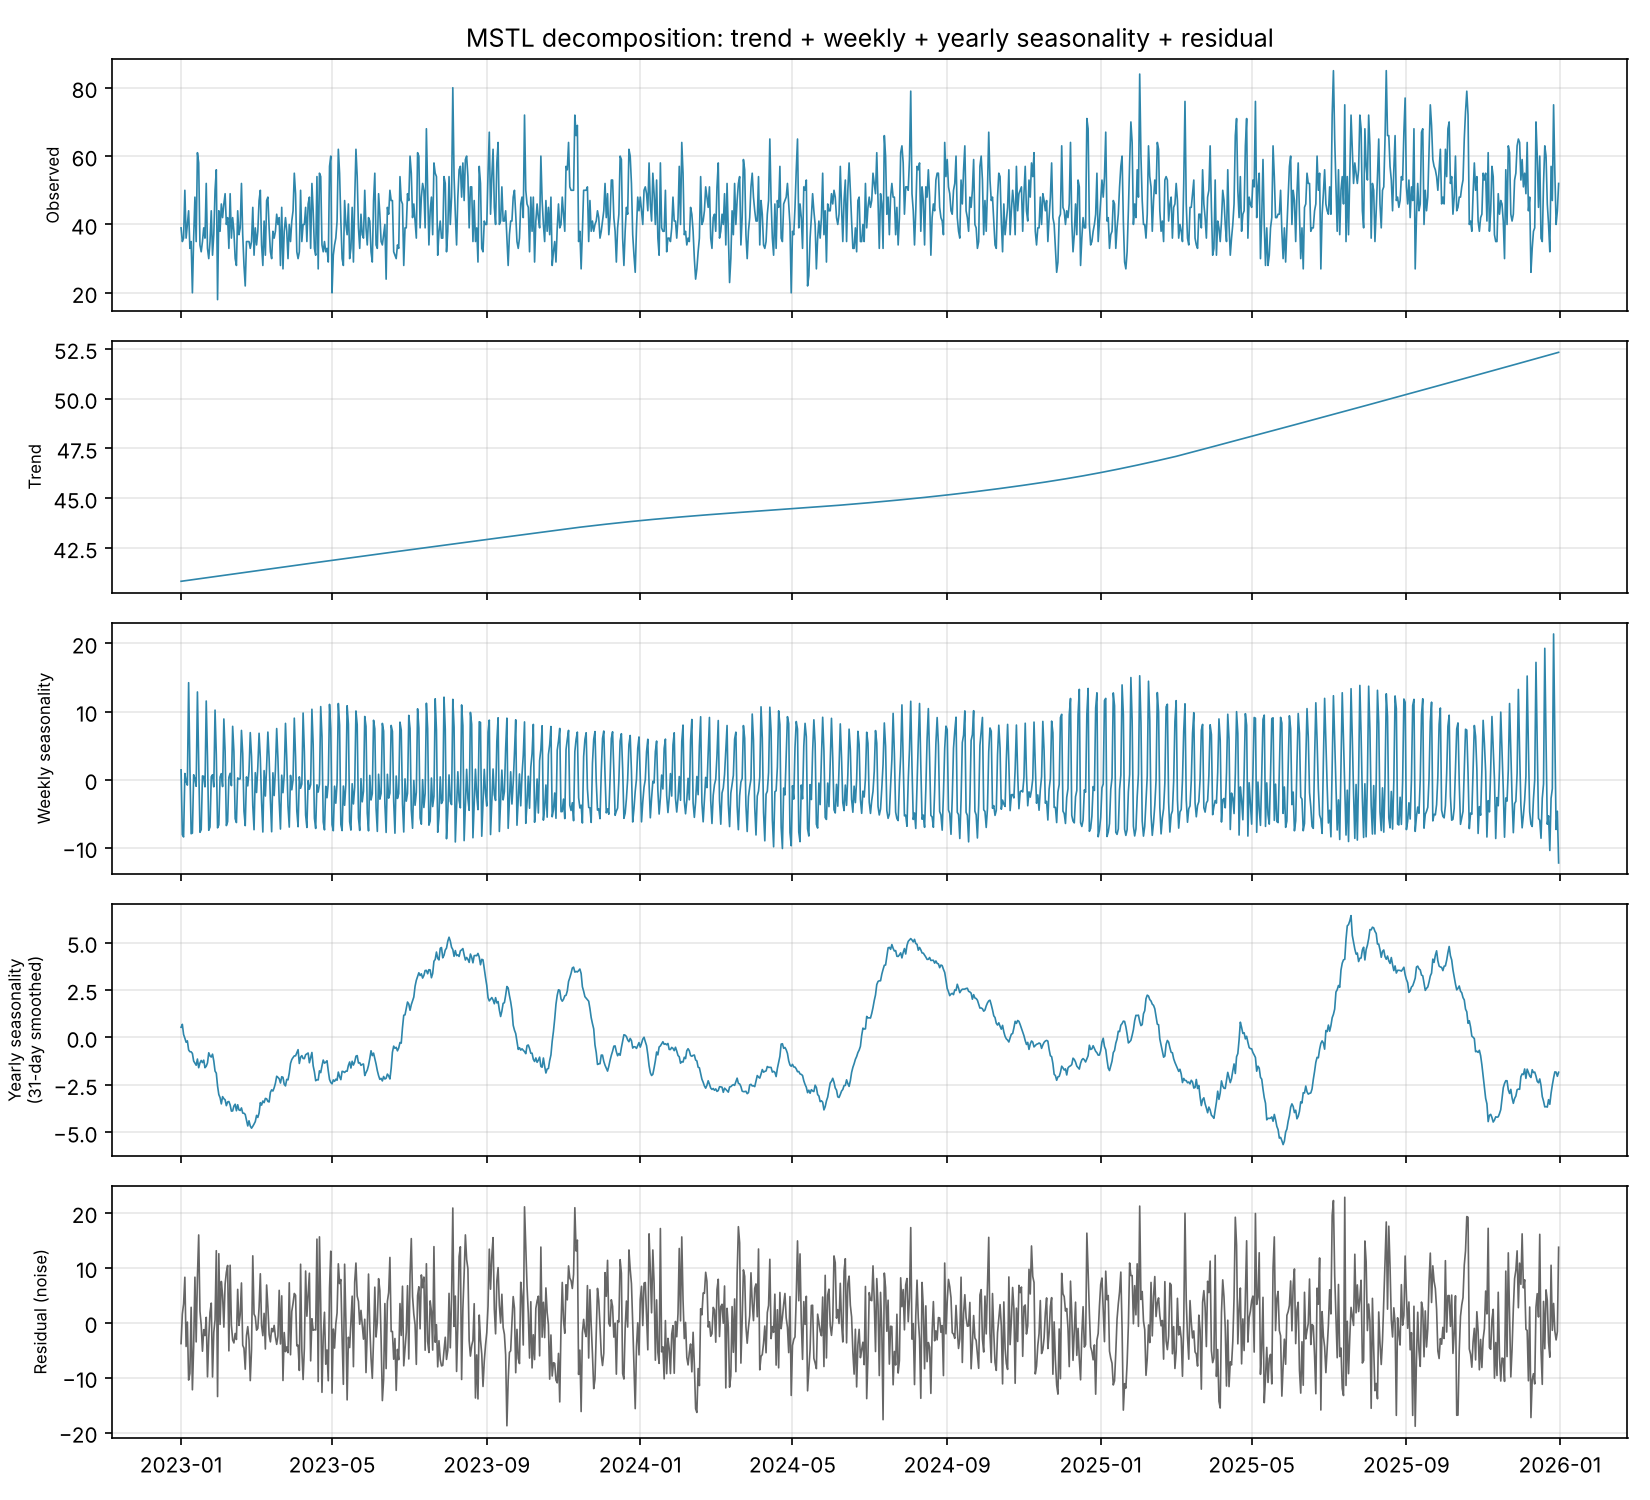 MSTL decomposition: trend + weekly + yearly seasonality + residual
Observed
80
60
40
20
Trend
52.5
50.0
47.5
45.0
42.5
Weekly seasonality
20
10
0
−10
Yearly seasonality
(31-day smoothed)
5.0
2.5
0.0
−2.5
−5.0
Residual (noise)
20
10
0
−10
−20
2023-01 2023-05 2023-09 2024-01 2024-05 2024-09 2025-01 2025-05 2025-09 2026-01